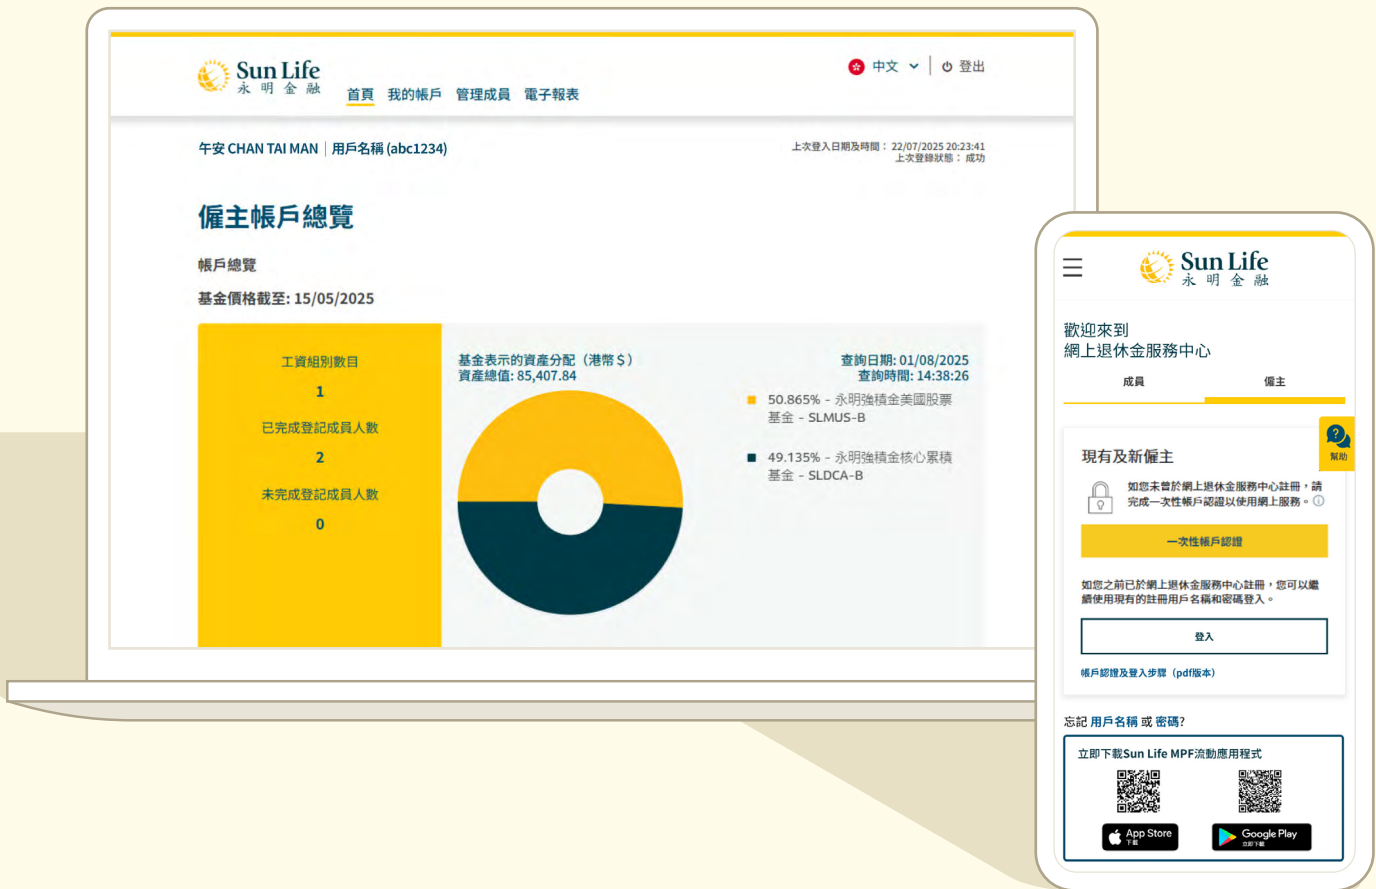 Sun Life
永明金融
首頁 我的帳戶 管理成員 電子報表
中文 登出
午安 CHAN TAI MAN | 用戶名稱 (abc1234)
上次登入日期及時間： 22/07/2025 20:23:41
上次登錄狀態： 成功
僱主帳戶總覽
帳戶總覽
基金價格截至: 15/05/2025
工資組別數目
1
已完成登記成員人數
2
未完成登記成員人數
0
基金表示的資產分配（港幣＄）
資產總值: 85,407.84
查詢日期: 01/08/2025
查詢時間: 14:38:26
50.865% - 永明強積金美國股票
基金 - SLMUS-B
49.135% - 永明強積金核心累積
基金 - SLDCA-B
Sun Life
永明金融
歡迎來到
網上退休金服務中心
成員 僱主
幫助
現有及新僱主
如您未曾於網上退休金服務中心註冊，請
完成一次性帳戶認證以使用網上服務。
一次性帳戶認證
如您之前已於網上退休金服務中心註冊，您可以繼
續使用現有的註冊用戶名稱和密碼登入。
登入
帳戶認證及登入步驟（pdf版本）
忘記 用戶名稱 或 密碼?
立即下載Sun Life MPF流動應用程式
App Store
下載
Google Play
立即下載